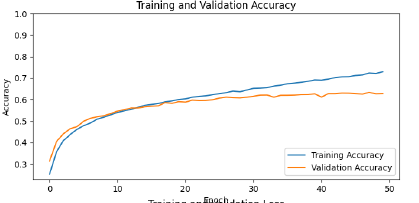 Training and Validation Accuracy
1.0
0.9
0.8
0.7
0.6
0.5
0.4
0.3
Accuracy
Training Accuracy
Validation Accuracy
0 10 20 30 40 50
Epoch